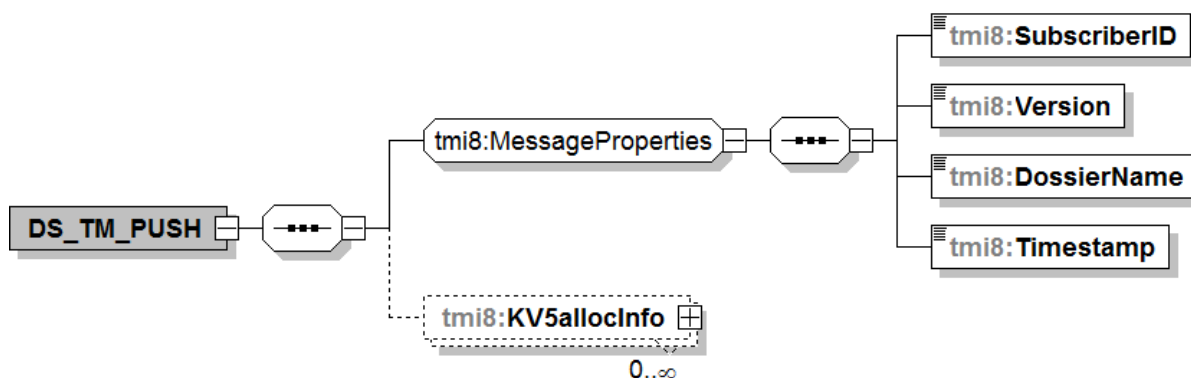 tmi8:SubscriberID
tmi8:Version
tmi8:MessageProperties
tmi8:DossierName
DS_TM_PUSH
tmi8:Timestamp
tmi8:KV5allocInfo
0..∞